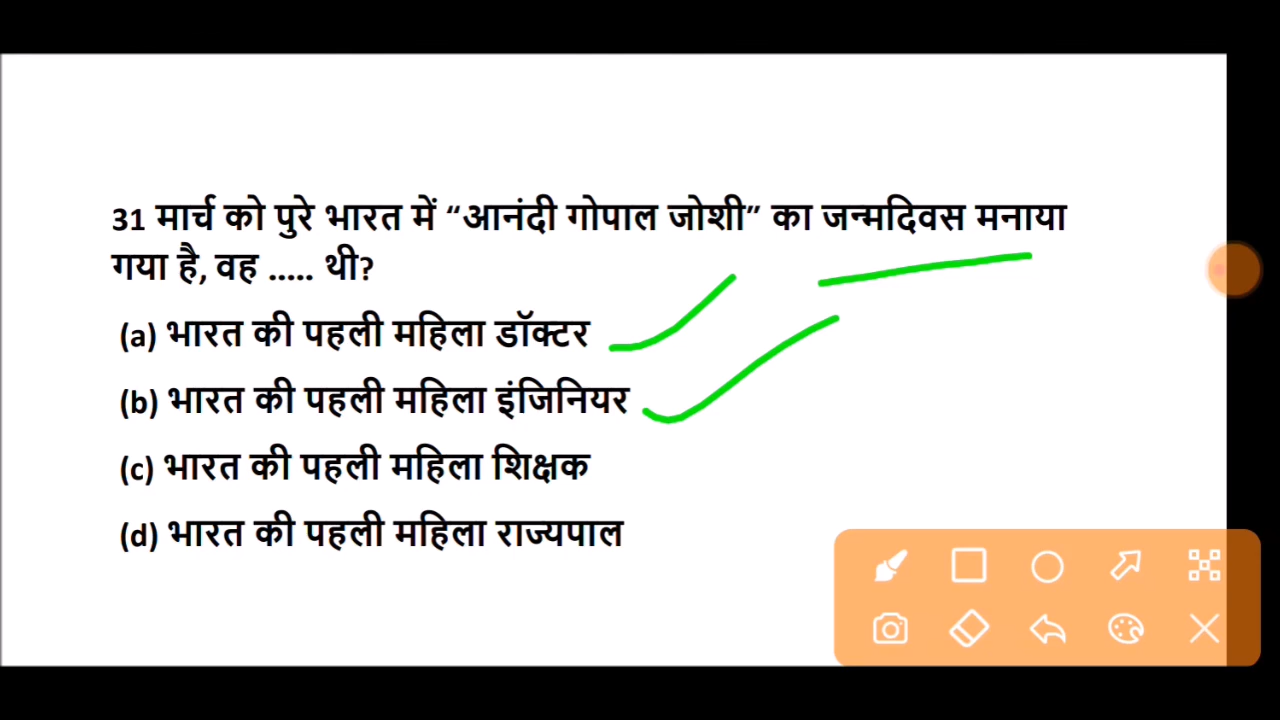 31 मार्च को पुरे भारत में “आनंदी गोपाल जोशी” का जन्मदिवस मनाया
गया है, वह ..... थी?
(a) भारत की पहली महिला डॉक्टर
(b) भारत की पहली महिला इंजिनियर
(c) भारत की पहली महिला शिक्षक
(d) भारत की पहली महिला राज्यपाल